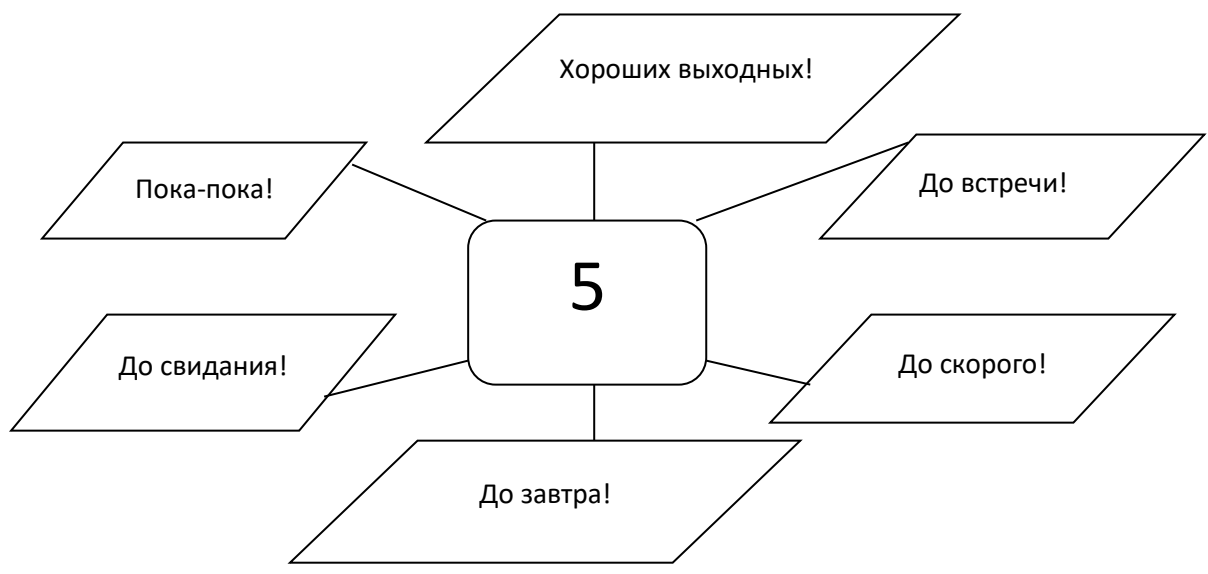 Хороших выходных!
Пока-пока!
До встречи!
5
До свидания!
До скорого!
До завтра!